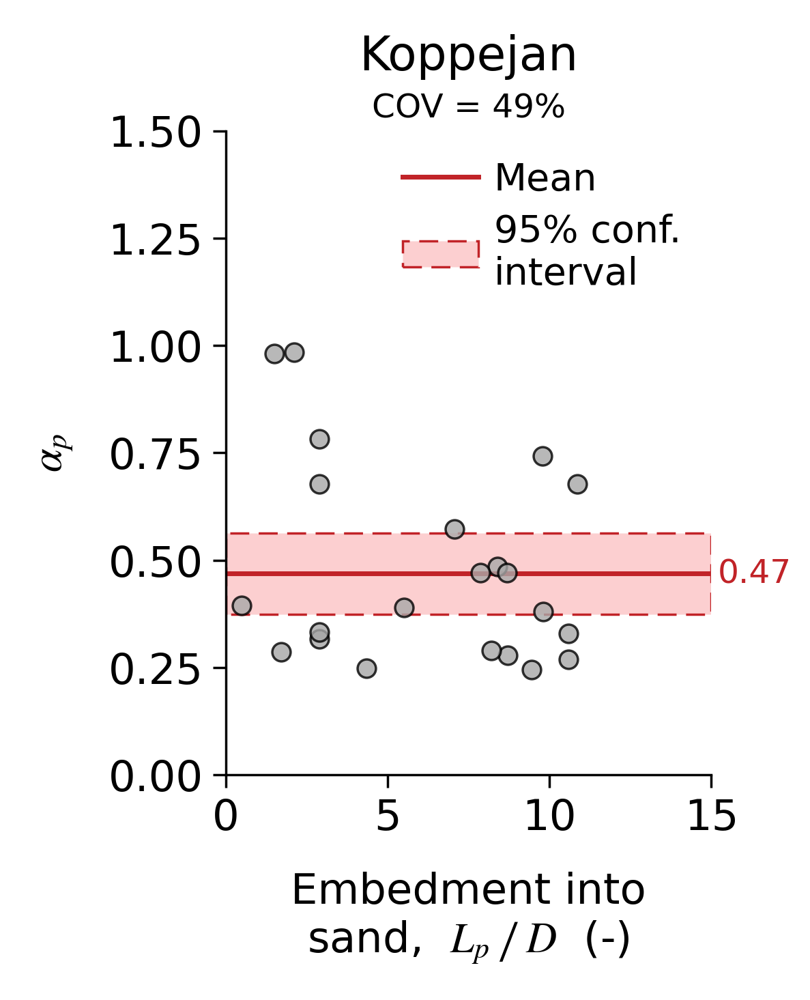 Koppejan
COV = 49%
1.50
1.25
1.00
0.75
0.50
0.25
0.00
Mean
95% conf.
interval
αₚ
0.47
0
5
10
15
Embedment into
sand, Lₚ / D (-)